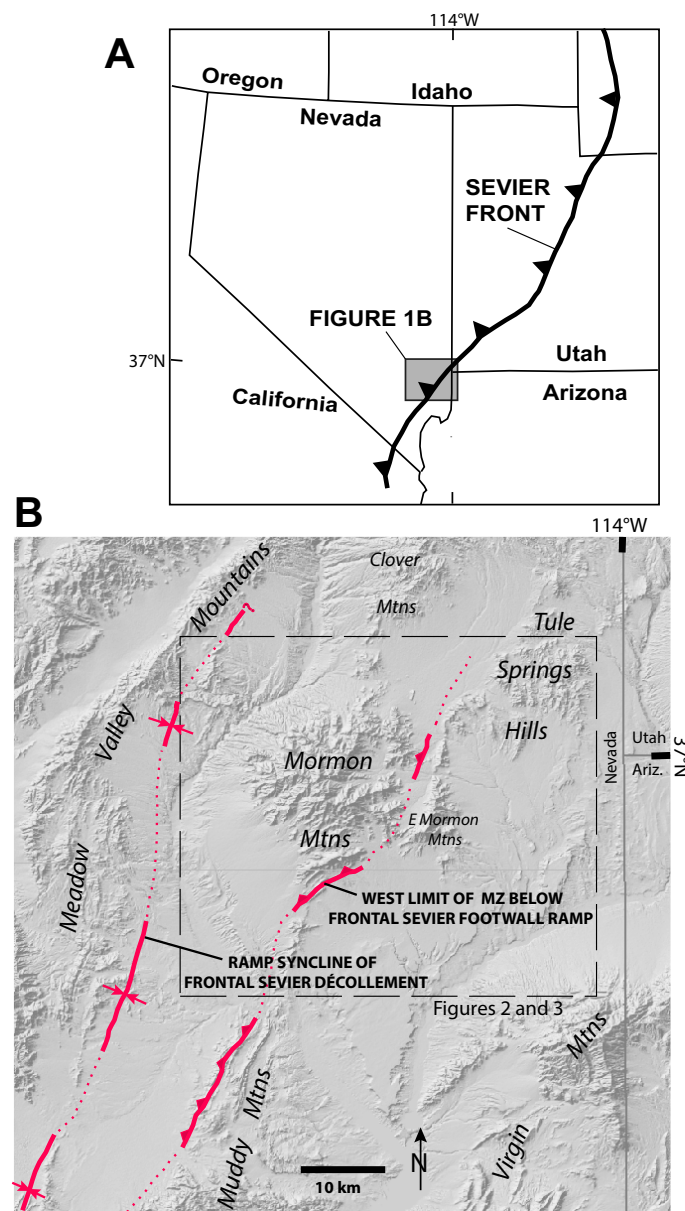 A
114°W
Oregon
Idaho
Nevada
SEVIER
FRONT
FIGURE 1B
37°N
Utah
California
Arizona
B
114°W
Mountains
Clover
Mtns
Tule
Springs
Valley
Hills
Mormon
Nevada
Utah
37°N
Ariz.
E Mormon
Mtns
Mtns
Meadow
WEST LIMIT OF MZ BELOW
FRONTAL SEVIER FOOTWALL RAMP
RAMP SYNCLINE OF
FRONTAL SEVIER DÉCOLLEMENT
Figures 2 and 3
Mtns
Mtns
Muddy
Virgin
N
10 km
?